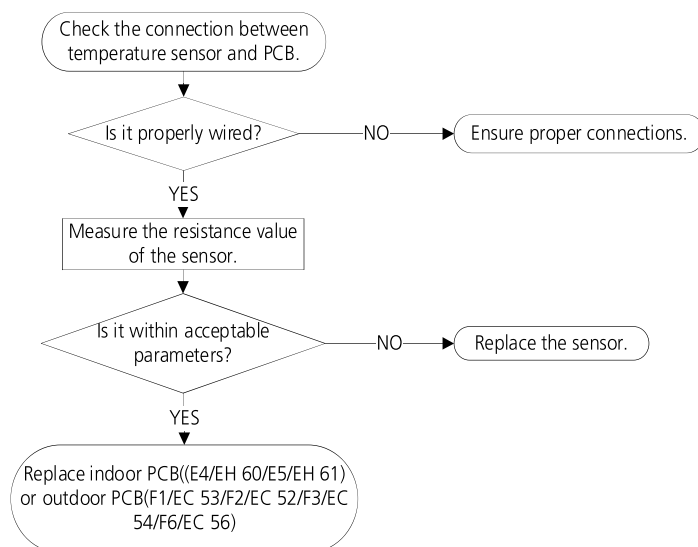 Check the connection between
temperature sensor and PCB.
Is it properly wired?
NO
Ensure proper connections.
YES
Measure the resistance value
of the sensor.
Is it within acceptable
parameters?
NO
Replace the sensor.
YES
Replace indoor PCB((E4/EH 60/E5/EH 61)
or outdoor PCB(F1/EC 53/F2/EC 52/F3/EC
54/F6/EC 56)